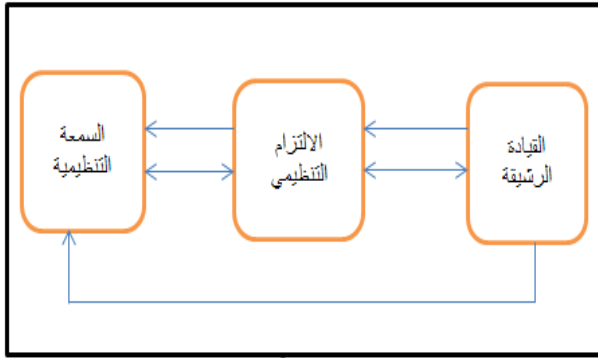 القيادة
الرشيقة
الالتزام
التنظيمي
السمعة
التنظيمية